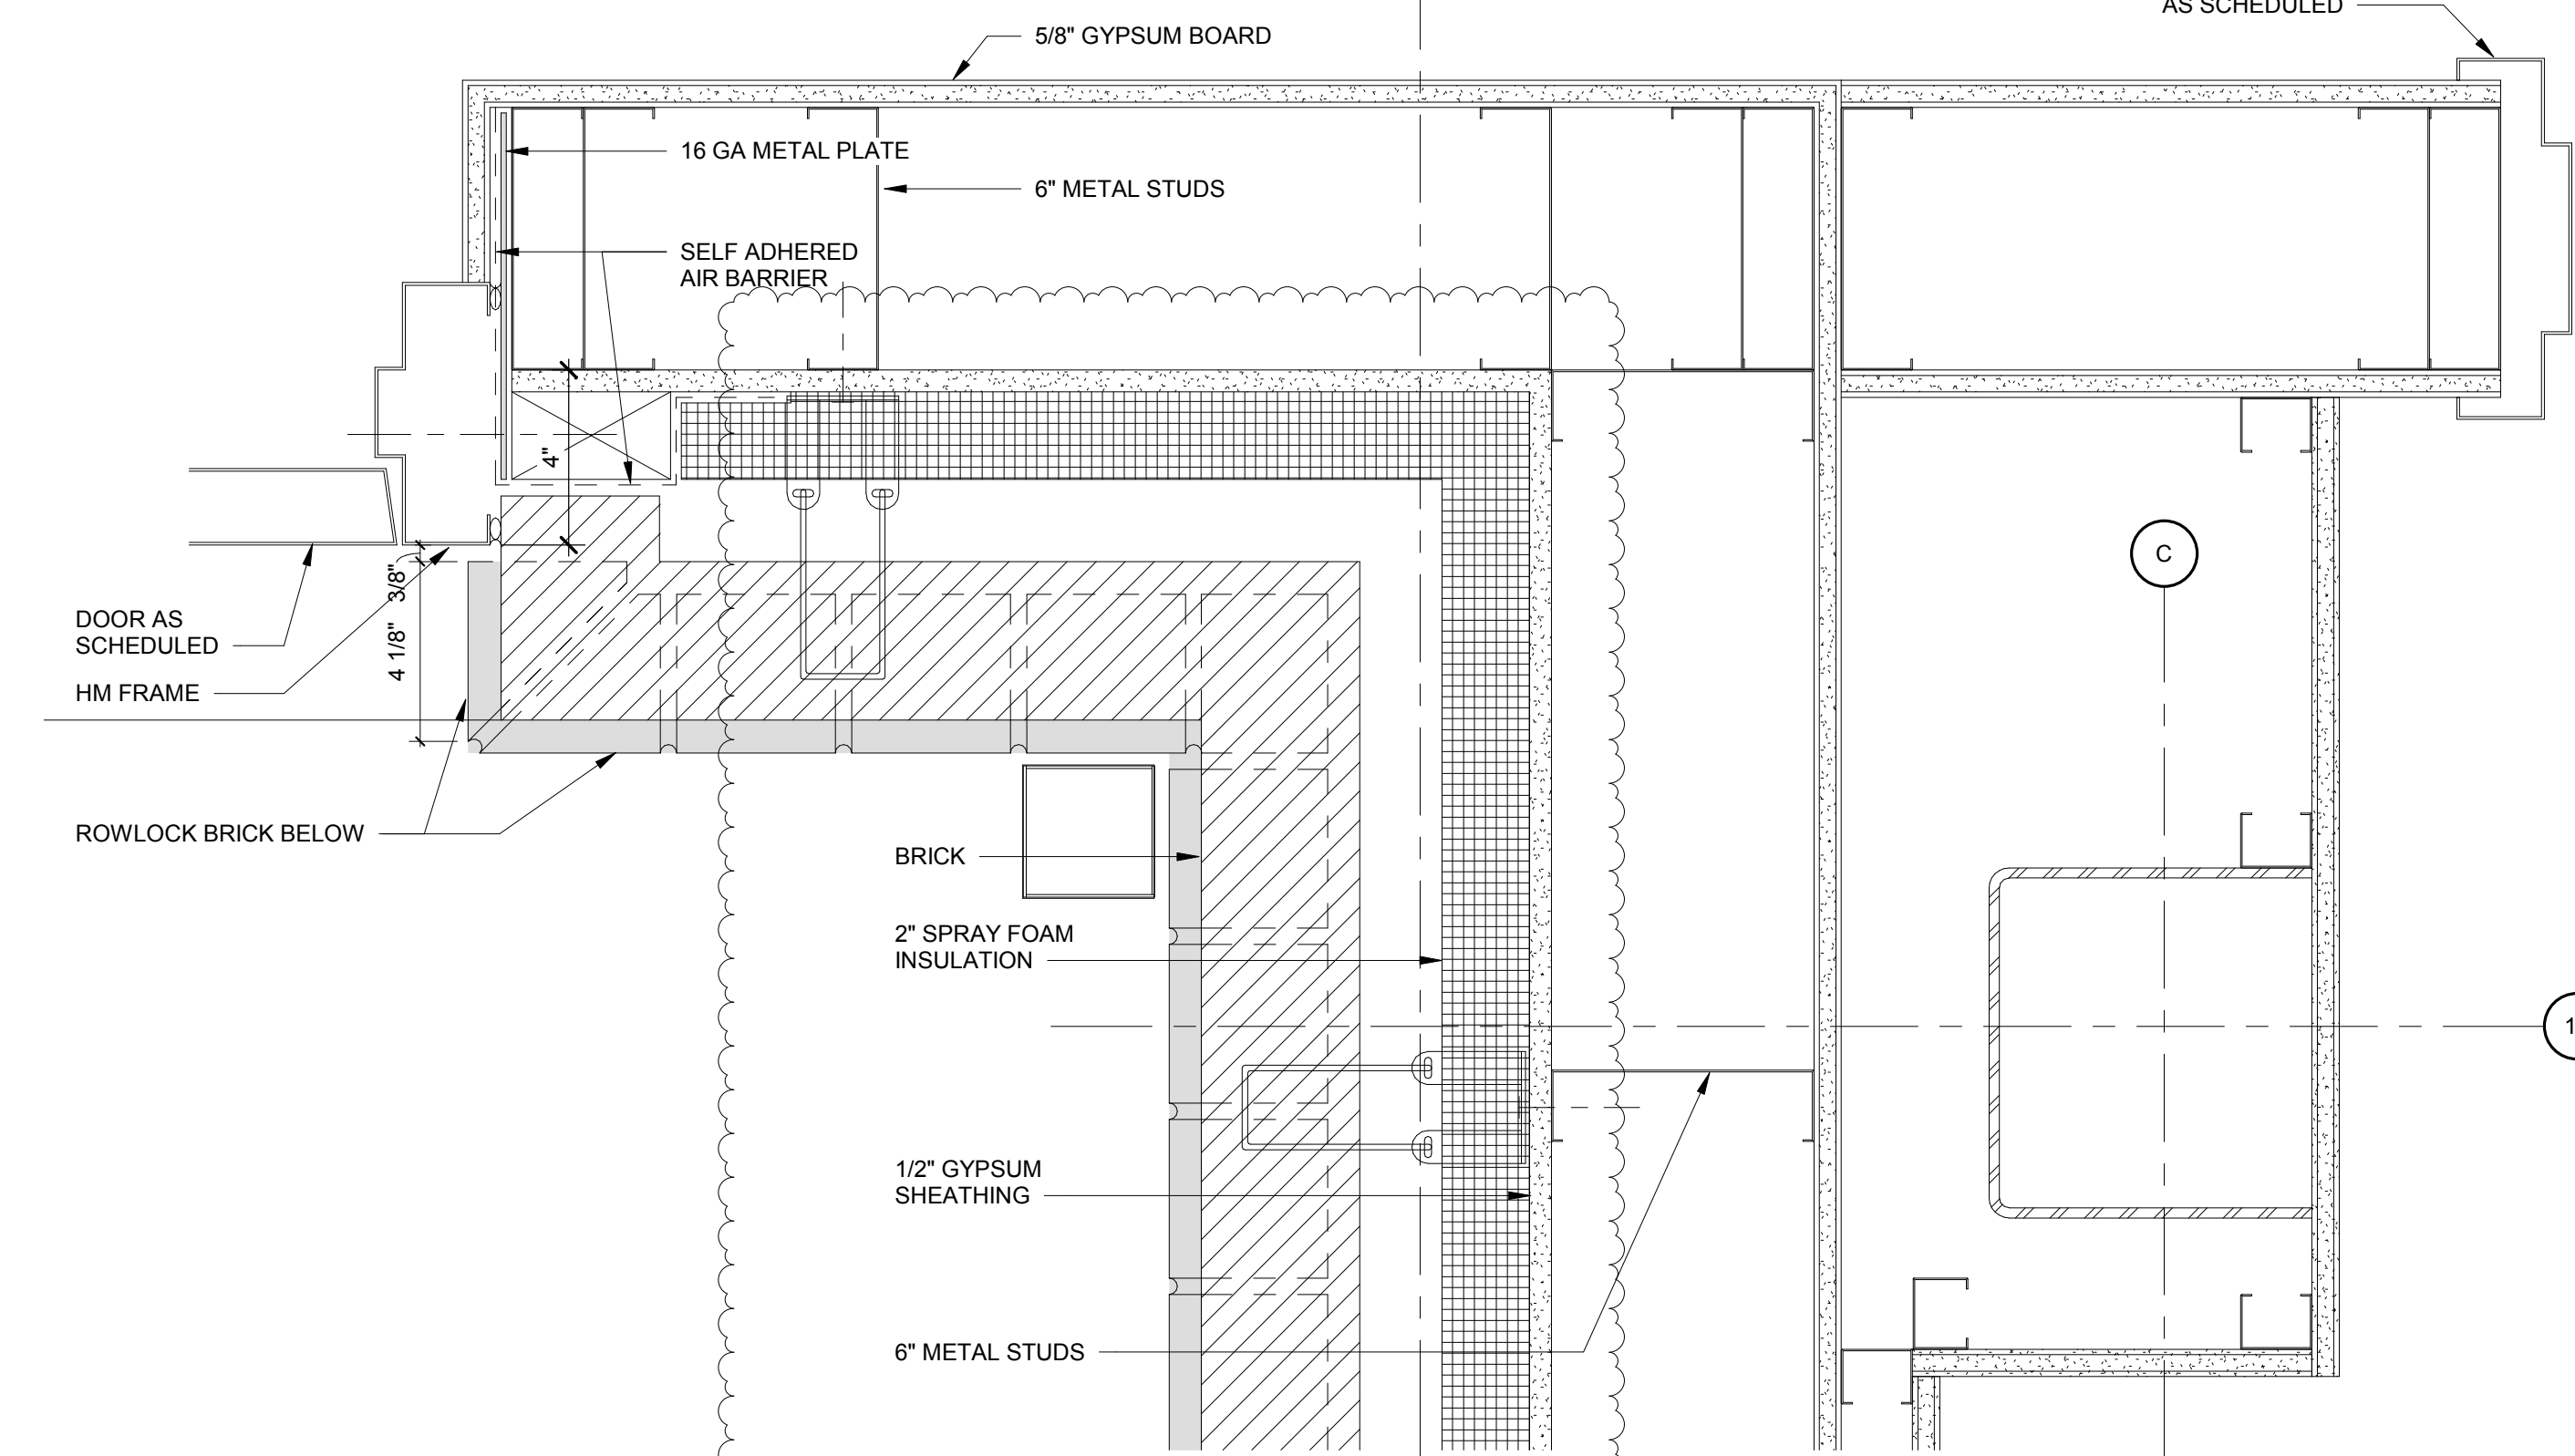 AS SCHEDULED
5/8" GYPSUM BOARD
16 GA METAL PLATE
6" METAL STUDS
SELF ADHERED
AIR BARRIER
4"
3/8"
4 1/8"
DOOR AS
SCHEDULED
HM FRAME
ROWLOCK BRICK BELOW
C
BRICK
2" SPRAY FOAM
INSULATION
1
1/2" GYPSUM
SHEATHING
6" METAL STUDS